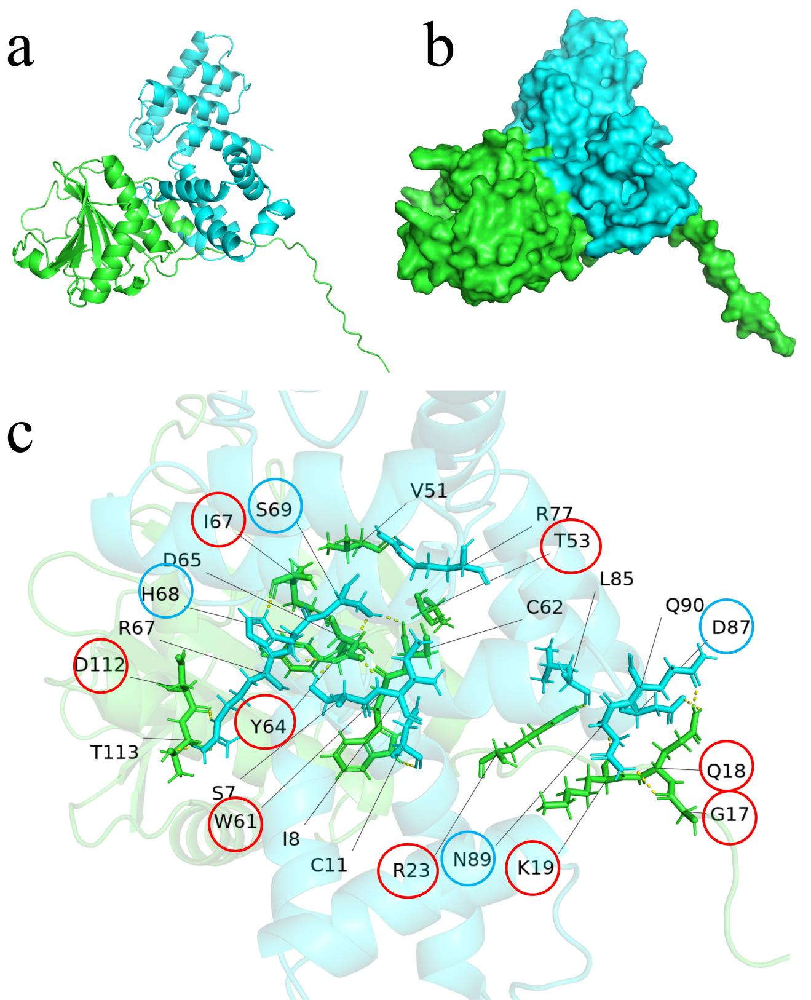 a
b
c
V51
S69
I67
R77
T53
D65
L85
H68
Q90
C62
R67
D87
D112
Y64
T113
Q18
S7
G17
W61
I8
N89
C11
R23
K19